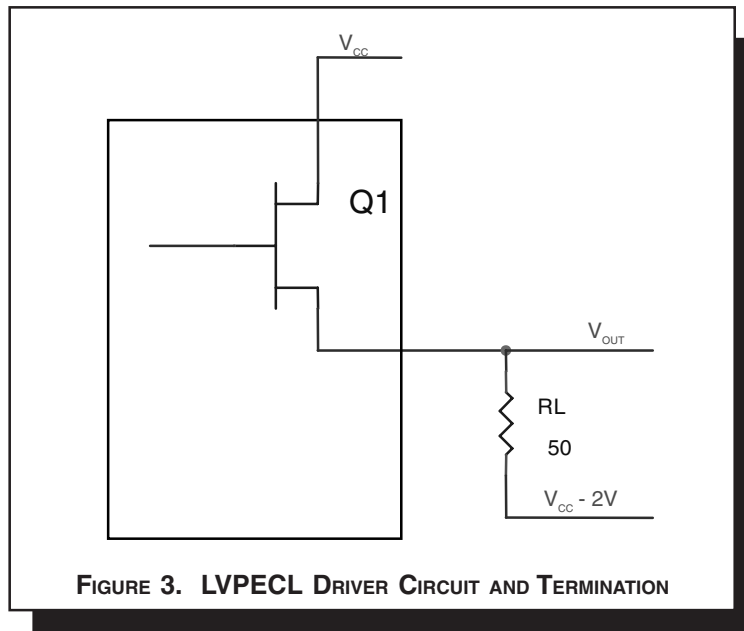 VCC
Q1
VOUT
RL
50
VCC - 2V
FIGURE 3. LVPECL DRIVER CIRCUIT AND TERMINATION